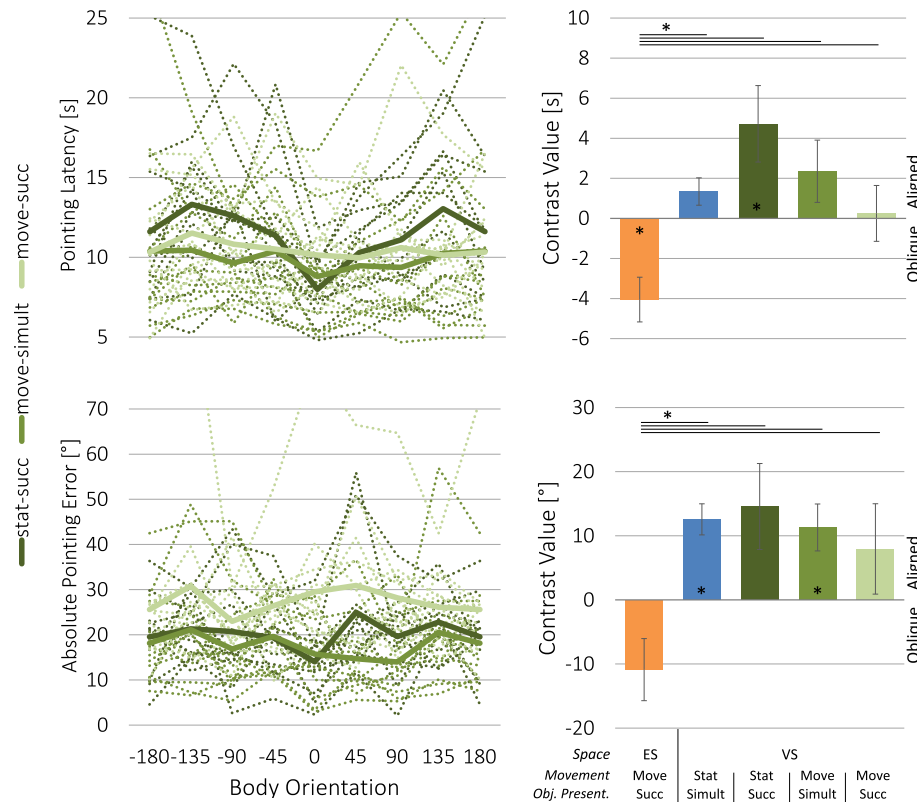 stat-succ move-simult move-succ
Pointing Latency [s]
25
20
15
10
5
Absolute Pointing Error [°]
70
60
50
40
30
20
10
0
-180 -135 -90 -45 0 45 90 135 180
Body Orientation
Contrast Value [s]
10
8
6
4
2
0
-2
-4
-6
*
*
*
Oblique Aligned
Contrast Value [°]
30
20
10
0
-10
-20
*
*
*
Oblique Aligned
Space ES VS
Movement Move Stat Stat Move Move
Obj. Present. Succ Simult Succ Simult Succ